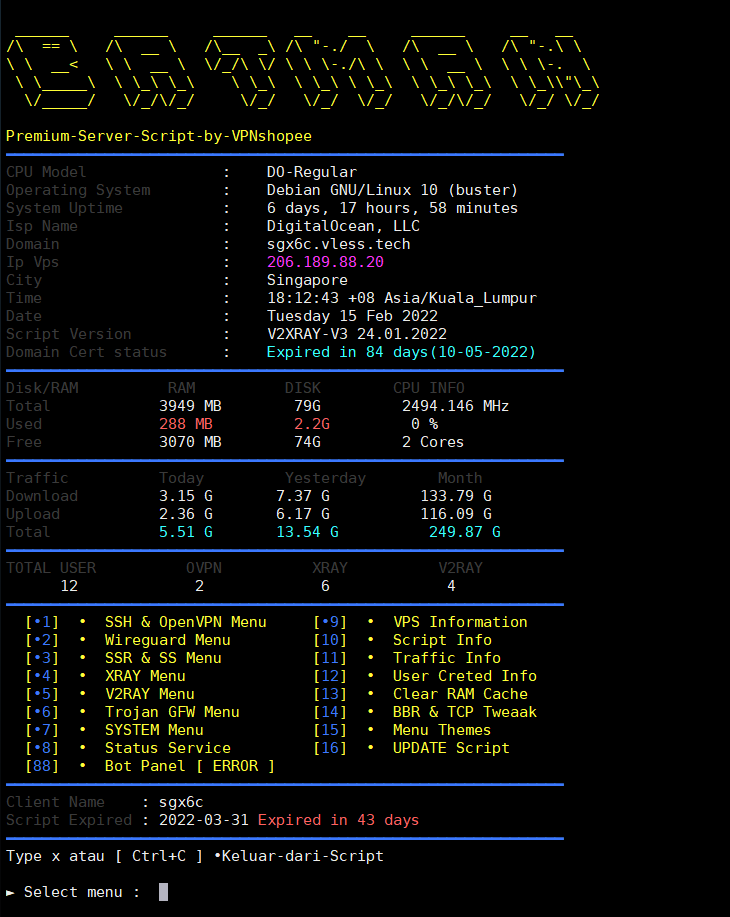 BATMAN
Premium-Server-Script-by-VPNshopee
CPU Model : DO-Regular
Operating System : Debian GNU/Linux 10 (buster)
System Uptime : 6 days, 17 hours, 58 minutes
Isp Name : DigitalOcean, LLC
Domain : sgx6c.vless.tech
Ip Vps : 206.189.88.20
City : Singapore
Time : 18:12:43 +08 Asia/Kuala_Lumpur
Date : Tuesday 15 Feb 2022
Script Version : V2XRAY-V3 24.01.2022
Domain Cert status : Expired in 84 days(10-05-2022)
Disk/RAM RAM DISK CPU INFO
Total 3949 MB 79G 2494.146 MHz
Used 288 MB 2.2G 0 %
Free 3070 MB 74G 2 Cores
Traffic Today Yesterday Month
Download 3.15 G 7.37 G 133.79 G
Upload 2.36 G 6.17 G 116.09 G
Total 5.51 G 13.54 G 249.87 G
TOTAL USER OVPN XRAY V2RAY
12 2 6 4
[•1] • SSH & OpenVPN Menu [•9] • VPS Information
[•2] • Wireguard Menu [10] • Script Info
[•3] • SSR & SS Menu [11] • Traffic Info
[•4] • XRAY Menu [12] • User Creted Info
[•5] • V2RAY Menu [13] • Clear RAM Cache
[•6] • Trojan GFW Menu [14] • BBR & TCP Tweaak
[•7] • SYSTEM Menu [15] • Menu Themes
[•8] • Status Service [16] • UPDATE Script
[88] • Bot Panel [ ERROR ]
Client Name : sgx6c
Script Expired : 2022-03-31 Expired in 43 days
Type x atau [ Ctrl+C ] •Keluar-dari-Script
► Select menu :